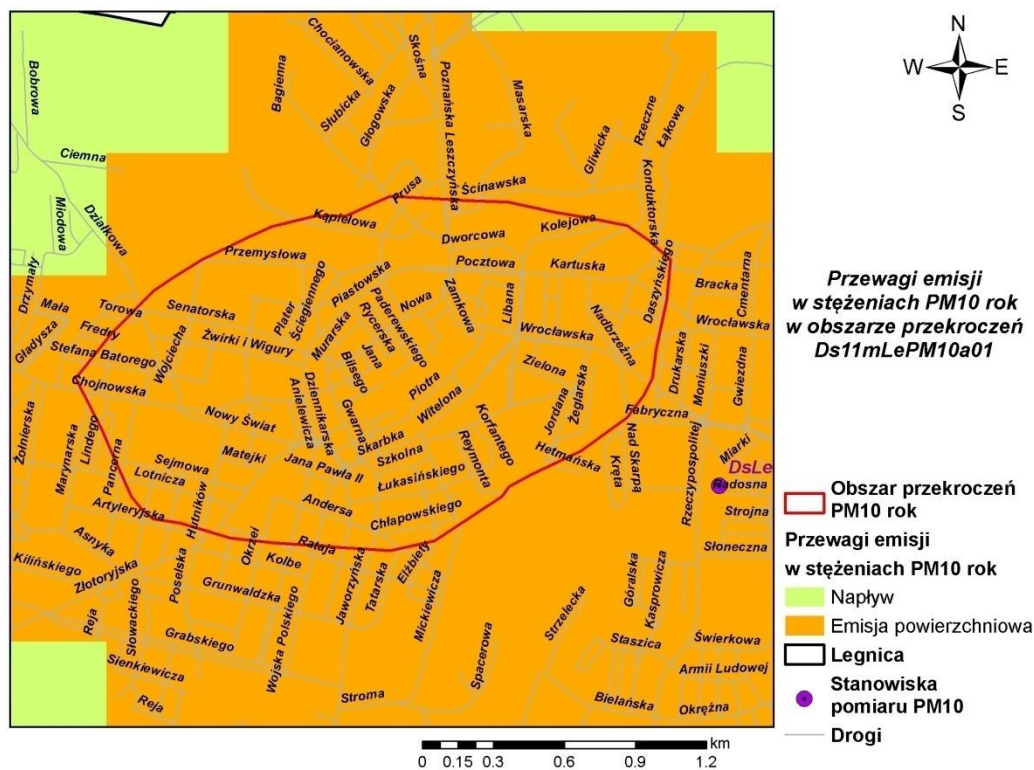 N
W
E
S
Przewagi emisji
w stężeniach PM10 rok
w obszarze przekroczeń
Ds11mLePM10a01
Bobrowa
Ciemna
Miodowa
Działkowa
Drzymały
Bagienna
Chocianowska
Słubicka
Głogowska
Skośna
Poznańska
Leszczyńska
Masarska
Gliwicka
Rzeczne
Łąkowa
Konduktorska
Prusa
Ścinawska
Kąpielowa
Kolejowa
Dworcowa
Przemysłowa
Pocztowa
Kartuska
Daszyńskiego
Bracka
Cmentarna
Mała
Torowa
Senatorska
Plater
Ściegiennego
Piastowska
Paderewskiego
Nowa
Zamkowa
Libana
Nadbrzeźna
Gładysza
Fredry
Stefana Batorego
Wojciecha
Żwirki i Wigury
Murarska
Rycerska
Jana
Wrocławska
Wrocławska
Drukarska
Moniuszki
Gwiezdna
Chojnowska
Anielewicza
Dziennikarska
Bilsego
Piotra
Zielona
Nowy Świat
Gwarna
Witelona
Korfantego
Jordana
Żeglarska
Fabryczna
Żołnierska
Marynarska
Lindego
Pancerna
Matejki
Skarbka
Szkolna
Reymonta
Hetmańska
Kręta
Nad Skarpą
Rzeczypospolitej
Miarki
Sejmowa
Lotnicza
Hutników
Jana Pawła II
Łukasińskiego
DsLe
Radosna
Andersa
Chłapowskiego
Strojna
Artyleryjska
Asnyka
Rataja
Słoneczna
Kilińskiego
Złotoryjska
Poselska
Okrzei
Kolbe
Jaworzyńska
Tatarska
Elżbiety
Mickiewicza
Grunwaldzka
Góralska
Kasprowicza
Strzelecka
Reja
Słowackiego
Grabskiego
Wojska Polskiego
Staszica
Świerkowa
Sienkiewicza
Spacerowa
Armii Ludowej
Reja
Stroma
Bielańska
Okrężna
Obszar przekroczeń
PM10 rok
Przewagi emisji
w stężeniach PM10 rok
Napływ
Emisja powierzchniowa
Legnica
Stanowiska
pomiaru PM10
Drogi
km
0 0.15 0.3 0.6 0.9 1.2